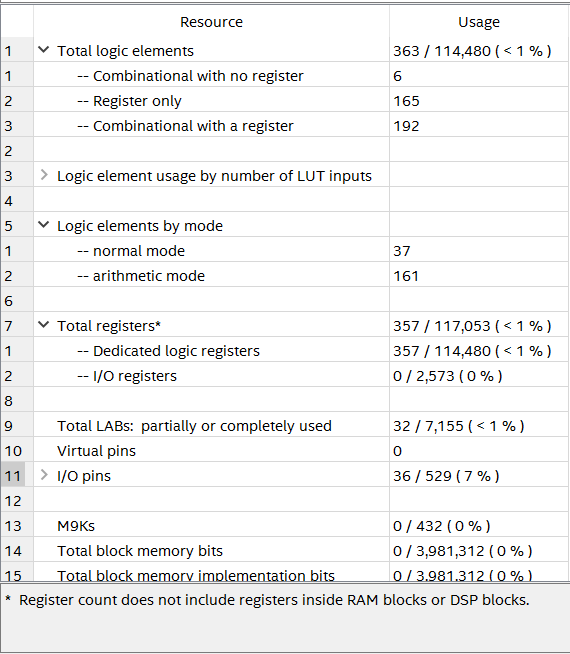 Resource Usage
1 Total logic elements 363 / 114,480 ( < 1 % )
1 -- Combinational with no register 6
2 -- Register only 165
3 -- Combinational with a register 192
2
3 Logic element usage by number of LUT inputs
4
5 Logic elements by mode
1 -- normal mode 37
2 -- arithmetic mode 161
6
7 Total registers* 357 / 117,053 ( < 1 % )
1 -- Dedicated logic registers 357 / 114,480 ( < 1 % )
2 -- I/O registers 0 / 2,573 ( 0 % )
8
9 Total LABs: partially or completely used 32 / 7,155 ( < 1 % )
10 Virtual pins 0
11 I/O pins 36 / 529 ( 7 % )
12
13 M9Ks 0 / 432 ( 0 % )
14 Total block memory bits 0 / 3,981,312 ( 0 % )
15 Total block memory implementation bits 0 / 3,981,312 ( 0 % )
* Register count does not include registers inside RAM blocks or DSP blocks.